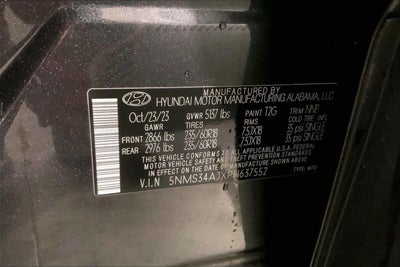 MANUFACTURED BY
HYUNDAI MOTOR MANUFACTURING ALABAMA, LLC
Oct/23/23 GVWR 5137 lbs PAINT T2G TRIM NNB
GAWR TIRES RIMS COLD TIRE INFL.
FRONT 2866 lbs 235/60R18 7.5JX18 35 psi SINGLE
REAR 2976 lbs 235/60R18 7.5JX18 35 psi SINGLE
THIS VEHICLE CONFORMS TO ALL APPLICABLE U.S.A. FEDERAL
MOTOR VEHICLE SAFETY AND THEFT PREVENTION STANDARDS
IN EFFECT ON THE DATE OF MANUFACTURE SHOWN ABOVE.
V.I.N 5NMS34AJXPH637552 TYPE: MPV